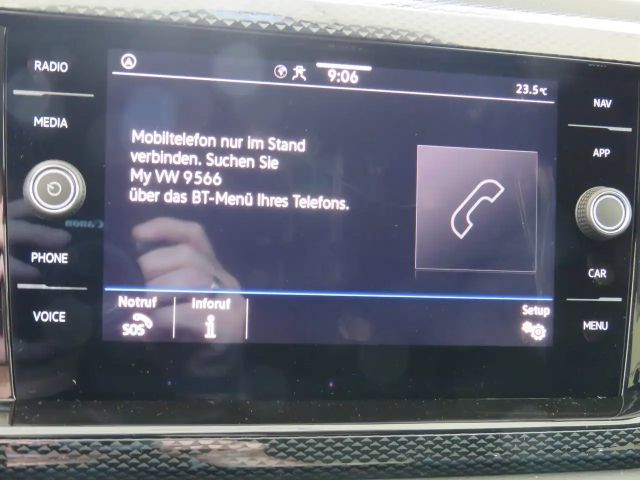 RADIO
MEDIA
PHONE
VOICE
9:06
23.5°C
Mobiltelefon nur im Stand
verbinden. Suchen Sie
My VW 9566
über das BT-Menü Ihres Telefons.
Notruf
SOS
Inforuf
Setup
NAV
APP
CAR
MENU
Canon